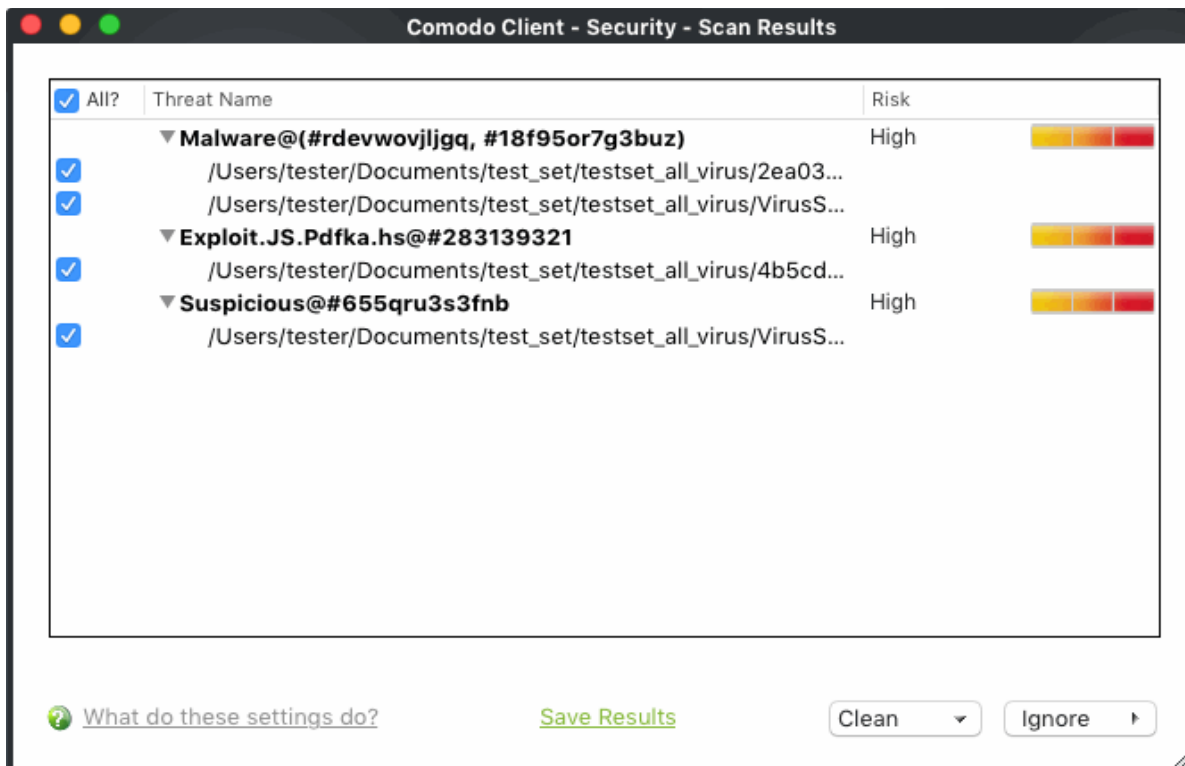 Comodo Client - Security - Scan Results
All? Threat Name Risk
Malware@(#rdevwovjljgq, #18f95or7g3buz) High
/Users/tester/Documents/test_set/testset_all_virus/2ea03...
/Users/tester/Documents/test_set/testset_all_virus/VirusS...
Exploit.JS.Pdfka.hs@#283139321 High
/Users/tester/Documents/test_set/testset_all_virus/4b5cd...
Suspicious@#655qru3s3fnb High
/Users/tester/Documents/test_set/testset_all_virus/VirusS...
What do these settings do? Save Results Clean Ignore